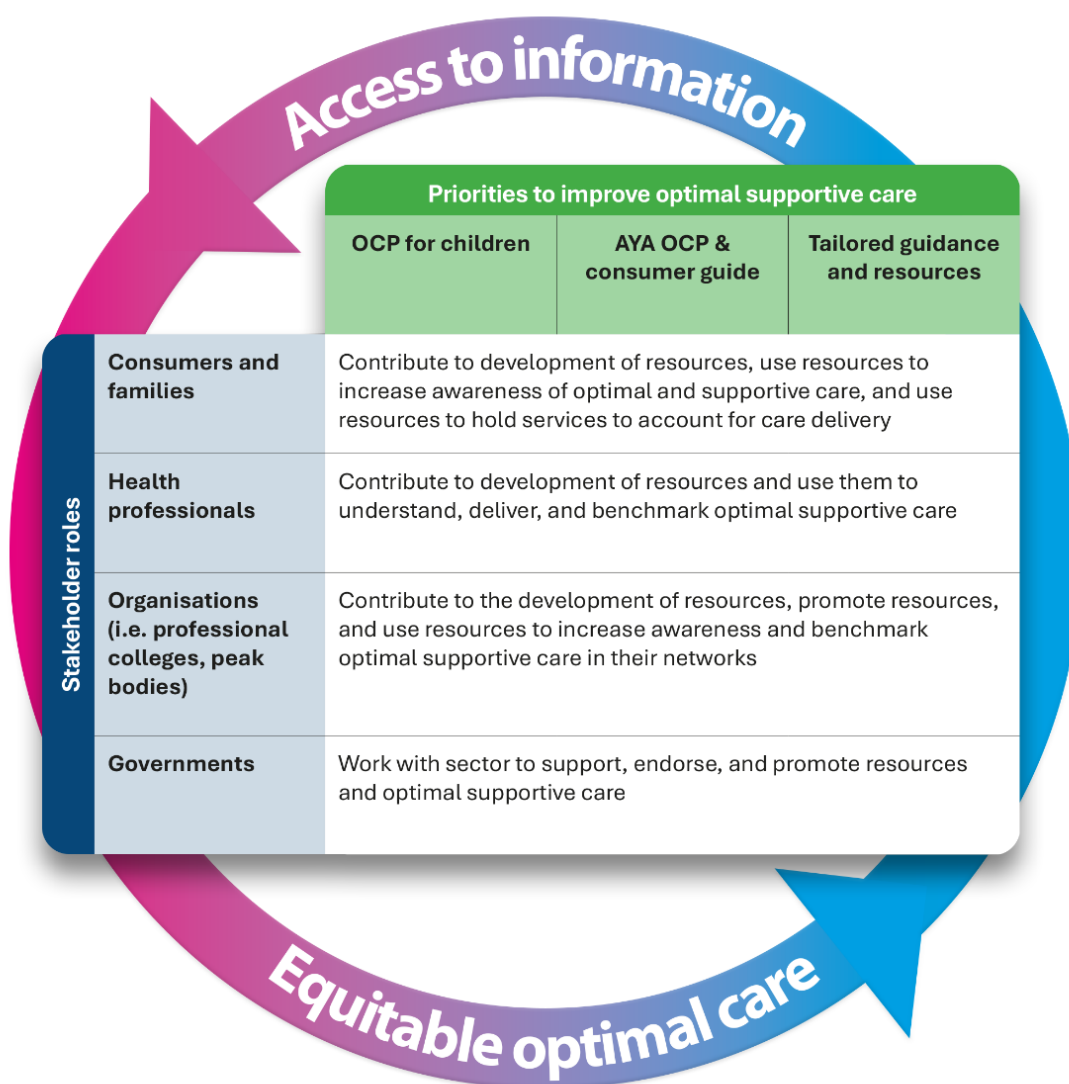 Access to information
Priorities to improve optimal supportive care
OCP for children
AYA OCP &
consumer guide
Tailored guidance
and resources
Stakeholder roles
Consumers and
families
Contribute to development of resources, use resources to
increase awareness of optimal and supportive care, and use
resources to hold services to account for care delivery
Health
professionals
Contribute to development of resources and use them to
understand, deliver, and benchmark optimal supportive care
Organisations
(i.e. professional
colleges, peak
bodies)
Contribute to the development of resources, promote resources,
and use resources to increase awareness and benchmark
optimal supportive care in their networks
Governments
Work with sector to support, endorse, and promote resources
and optimal supportive care
Equitable optimal care